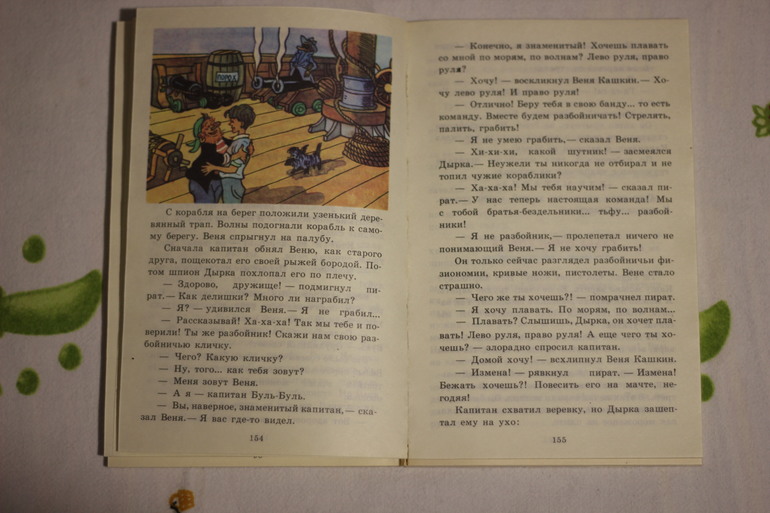 ПОРОХ
С корабля на берег положили узенький дере-
вянный трап. Волны подогнали корабль к само-
му берегу. Веня спрыгнул на палубу.
Сначала капитан обнял Веню, как старого
друга, пощекотал его своей рыжей бородой. По-
том шпион Дырка похлопал его по плечу.
— Здорово, дружище! — подмигнул пи-
рат.— Как делишки? Много ли награбил?
— Я? — удивился Веня.— Я не грабил...
— Рассказывай! Ха-ха-ха! Так мы тебе и по-
верили! Ты же разбойник! Скажи нам свою раз-
бойничью кличку.
— Чего? Какую кличку?
— Ну, того... как тебя зовут?
— Меня зовут Веня.
— А я — капитан Буль-Буль.
— Вы, наверное, знаменитый капитан,— ска-
зал Веня.— Я вас где-то видел.
154
— Конечно, я знаменитый! Хочешь плавать
со мной по морям, по волнам? Лево руля, право
руля?
— Хочу! — воскликнул Веня Кашкин.— Хо-
чу лево руля! И право руля!
— Отлично! Беру тебя в свою банду... то есть
команду. Вместе будем разбойничать! Стрелять,
палить, грабить!
— Я не умею грабить,— сказал Веня.
— Хи-хи-хи, какой шутник! — засмеялся
Дырка.— Неужели ты никогда не отбирал и не
топил чужие кораблики?
— Ха-ха-ха! Мы тебя научим! — сказал пи-
рат.— У нас теперь настоящая команда! Мы
с тобой братья-бездельники... тьфу... разбой-
ники!
— Я не разбойник,— пролепетал ничего не
понимающий Веня.— Я не хочу грабить!
Он только сейчас разглядел разбойничьи фи-
зиономии, кривые ножи, пистолеты. Вене стало
страшно.
— Чего же ты хочешь?! — помрачнел пират.
— Я хочу плавать. По морям, по волнам...
— Плавать? Слышишь, Дырка, он хочет пла-
вать! Лево руля, право руля! А еще чего ты хо-
чешь? — злорадно спросил капитан.
— Домой хочу! — всхлипнул Веня Кашкин.
— Измена! — рявкнул пират.— Измена!
Бежать хочешь?! Повесить его на мачте, не-
годяя!
Капитан схватил веревку, но Дырка зашеп-
тал ему на ухо:
155